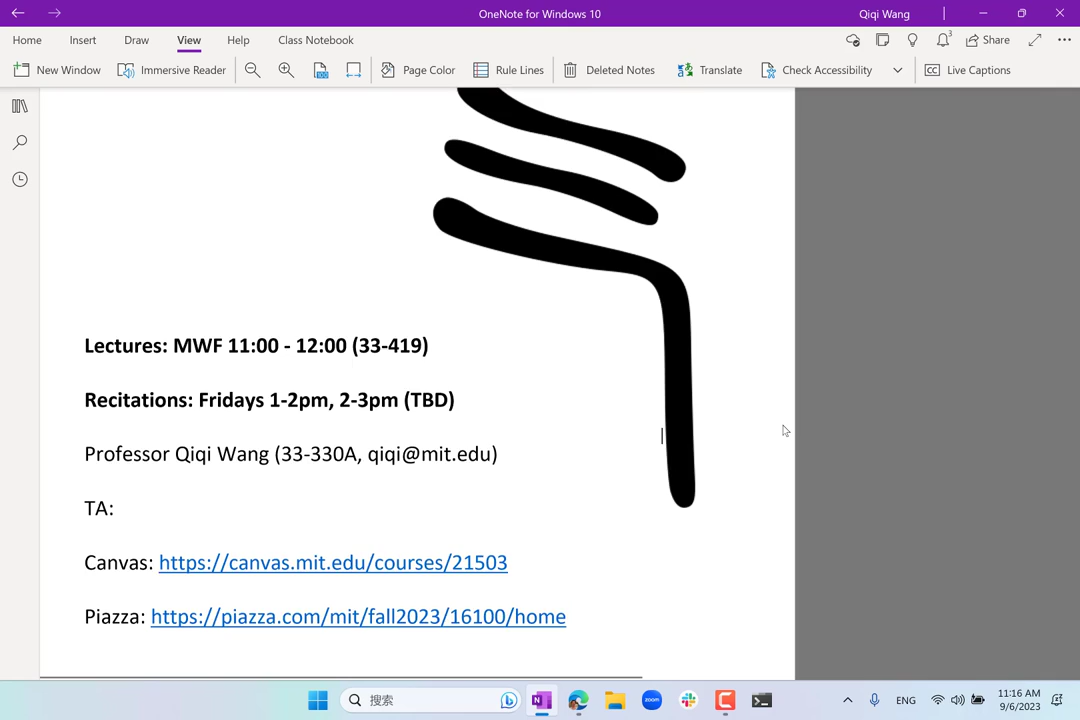 OneNote for Windows 10
Qiqi Wang
Home Insert Draw View Help Class Notebook
3
Share
New Window Immersive Reader Page Color Rule Lines Deleted Notes Translate Check Accessibility CC Live Captions
Lectures: MWF 11:00 - 12:00 (33-419)
Recitations: Fridays 1-2pm, 2-3pm (TBD)
Professor Qiqi Wang (33-330A, qiqi@mit.edu)
TA:
Canvas: https://canvas.mit.edu/courses/21503
Piazza: https://piazza.com/mit/fall2023/16100/home
搜索
zoom
ENG
11:16 AM
9/6/2023